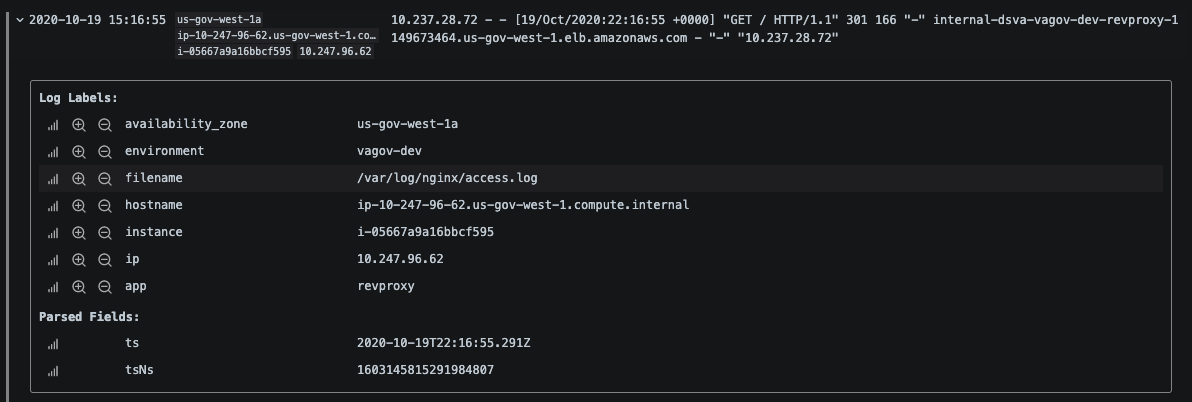 2020-10-19 15:16:55 us-gov-west-1a 10.237.28.72 - - [19/Oct/2020:22:16:55 +0000] "GET / HTTP/1.1" 301 166 "-" internal-dsva-vagov-dev-revproxy-1
ip-10-247-96-62.us-gov-west-1.co… 149673464.us-gov-west-1.elb.amazonaws.com - "-" "10.237.28.72"
i-05667a9a16bbcf595 10.247.96.62
Log Labels:
availability_zone us-gov-west-1a
environment vagov-dev
filename /var/log/nginx/access.log
hostname ip-10-247-96-62.us-gov-west-1.compute.internal
instance i-05667a9a16bbcf595
ip 10.247.96.62
app revproxy
Parsed Fields:
ts 2020-10-19T22:16:55.291Z
tsNs 1603145815291984807